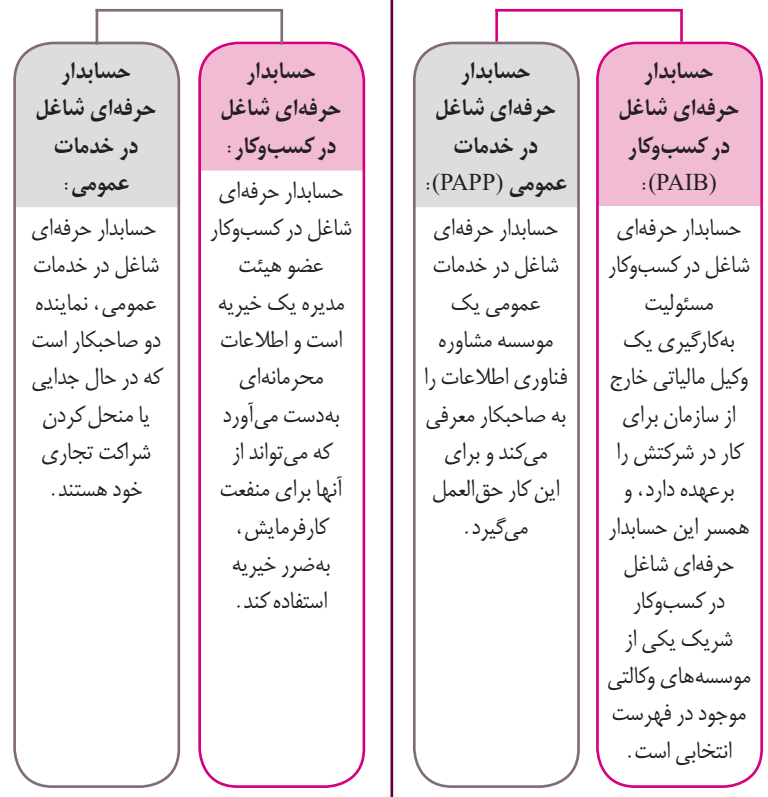 حسابدار
حرفه‌ای شاغل
در کسب‌وکار
(PAIB):
حسابدار حرفه‌ای
شاغل در کسب‌وکار
مسئولیت
به‌کارگیری یک
وکیل مالیاتی خارج
از سازمان برای
کار در شرکتش را
برعهده دارد، و
همسر این حسابدار
حرفه‌ای شاغل
در کسب‌وکار
شریک یکی از
موسسه‌های وکالتی
موجود در فهرست
انتخابی است.
حسابدار
حرفه‌ای شاغل
در خدمات
عمومی (PAPP):
حسابدار حرفه‌ای
شاغل در خدمات
عمومی یک
موسسه مشاوره
فناوری اطلاعات را
به صاحبکار معرفی
می‌کند و برای
این کار حق‌العمل
می‌گیرد.
حسابدار
حرفه‌ای شاغل
در کسب‌وکار:
حسابدار حرفه‌ای
شاغل در کسب‌وکار
عضو هیئت
مدیره یک خیریه
است و اطلاعات
محرمانه‌ای
به‌دست می‌آورد
که می‌تواند از
آنها برای منفعت
کارفرمایش،
به‌ضرر خیریه
استفاده کند.
حسابدار
حرفه‌ای شاغل
در خدمات
عمومی:
حسابدار حرفه‌ای
شاغل در خدمات
عمومی، نماینده
دو صاحبکار است
که در حال جدایی
یا منحل کردن
شراکت تجاری
خود هستند.